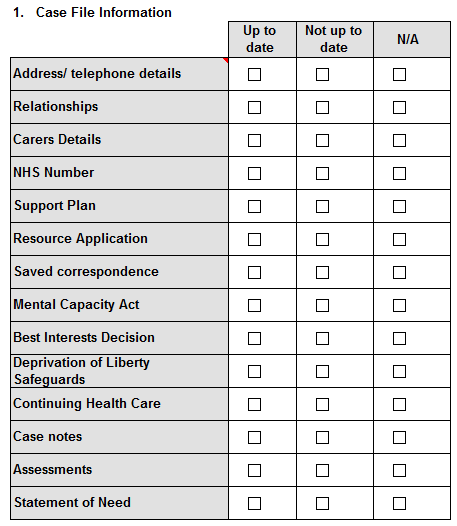 1. Case File Information
Up to date
Not up to date
N/A
Address/ telephone details
Relationships
Carers Details
NHS Number
Support Plan
Resource Application
Saved correspondence
Mental Capacity Act
Best Interests Decision
Deprivation of Liberty
Safeguards
Continuing Health Care
Case notes
Assessments
Statement of Need